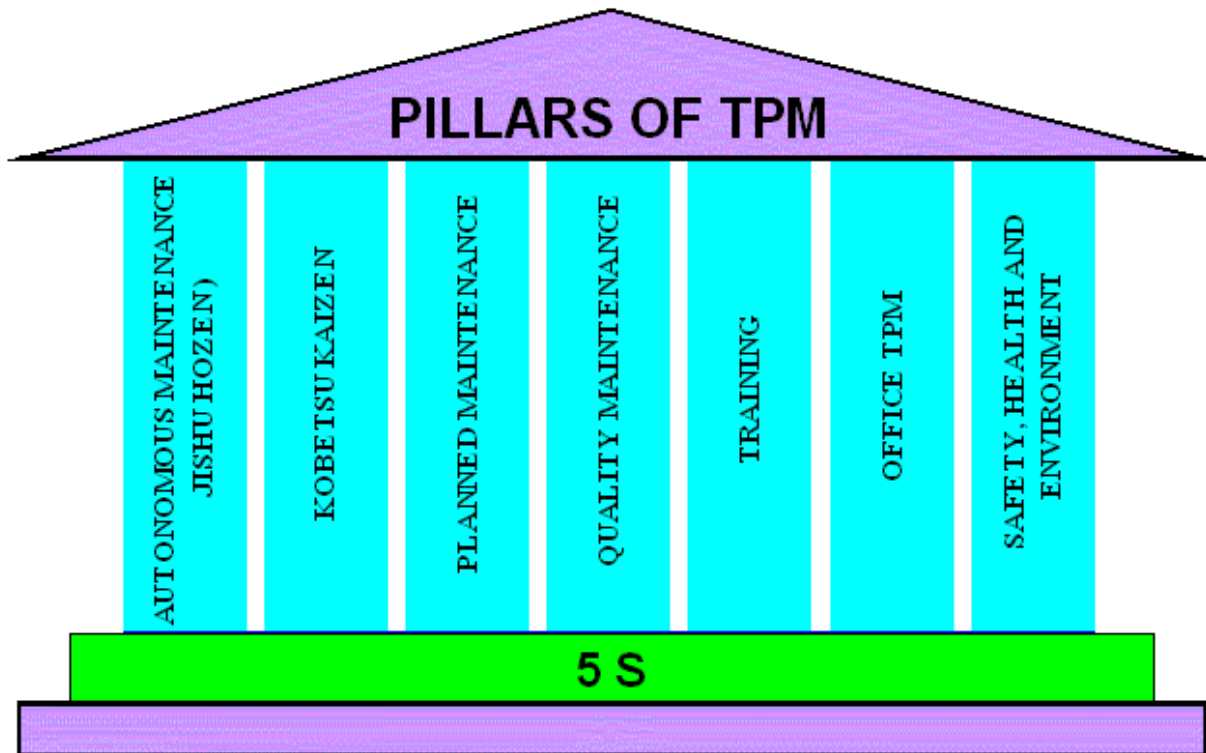 PILLARS OF TPM
AUTONOMOUS MAINTENANCE
JISHU HOZEN)
KOBETSU KAIZEN
PLANNED MAINTENANCE
QUALITY MAINTENANCE
TRAINING
OFFICE TPM
SAFETY, HEALTH AND
ENVIRONMENT
5 S